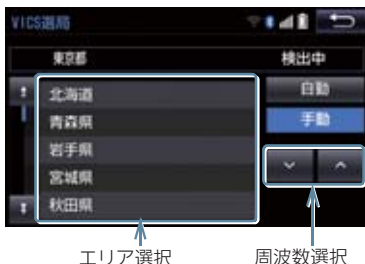 VICS選局
東京都 検出中
北海道 自動
青森県 手動
岩手県
宮城県
秋田県
エリア選択 周波数選択